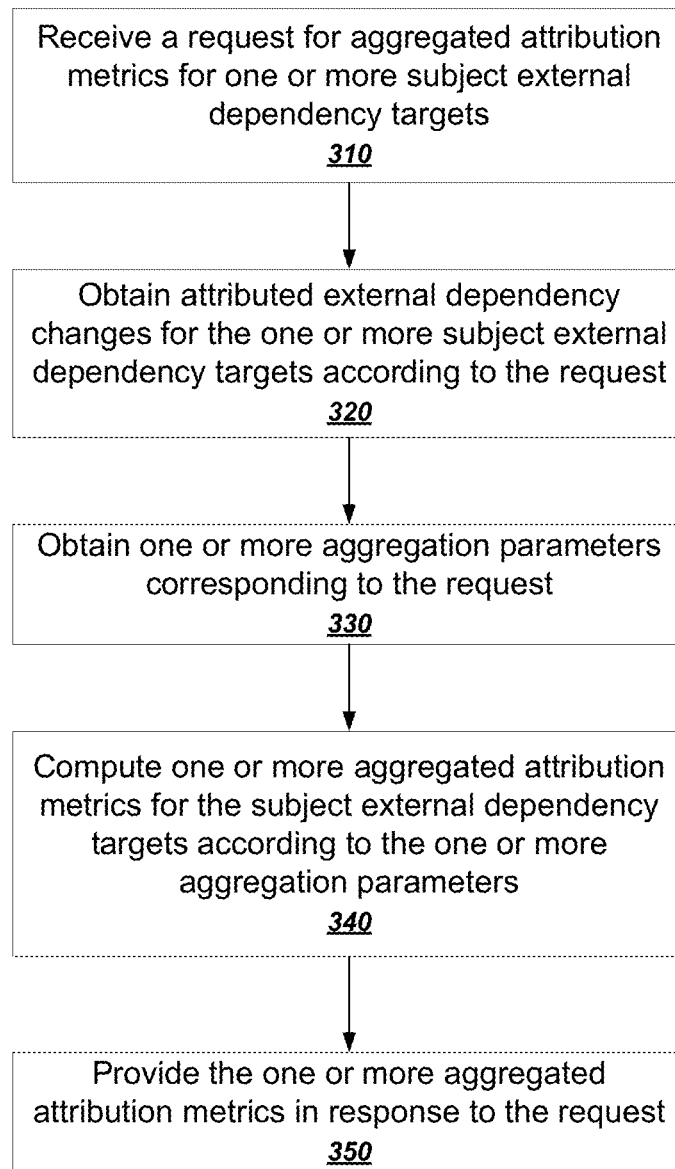 Receive a request for aggregated attribution
metrics for one or more subject external
dependency targets
310
Obtain attributed external dependency
changes for the one or more subject external
dependency targets according to the request
320
Obtain one or more aggregation parameters
corresponding to the request
330
Compute one or more aggregated attribution
metrics for the subject external dependency
targets according to the one or more
aggregation parameters
340
Provide the one or more aggregated
attribution metrics in response to the request
350